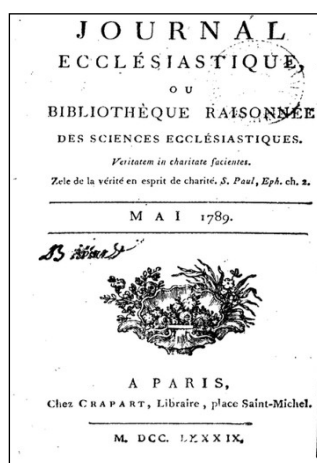 JOURNAL
ECCLÉSIASTIQUE,
OU
BIBLIOTHÈQUE RAISONNÉE
DES SCIENCES ECCLÉSIASTIQUES.
Veritatem in charitate facientes.
Zele de la vérité en esprit de charité. S. Paul, Eph. ch. 2.
MAI 1789.
A PARIS,
Chez CRAPART, Libraire, place Saint-Michel.
M. DCC. LXXXIX.